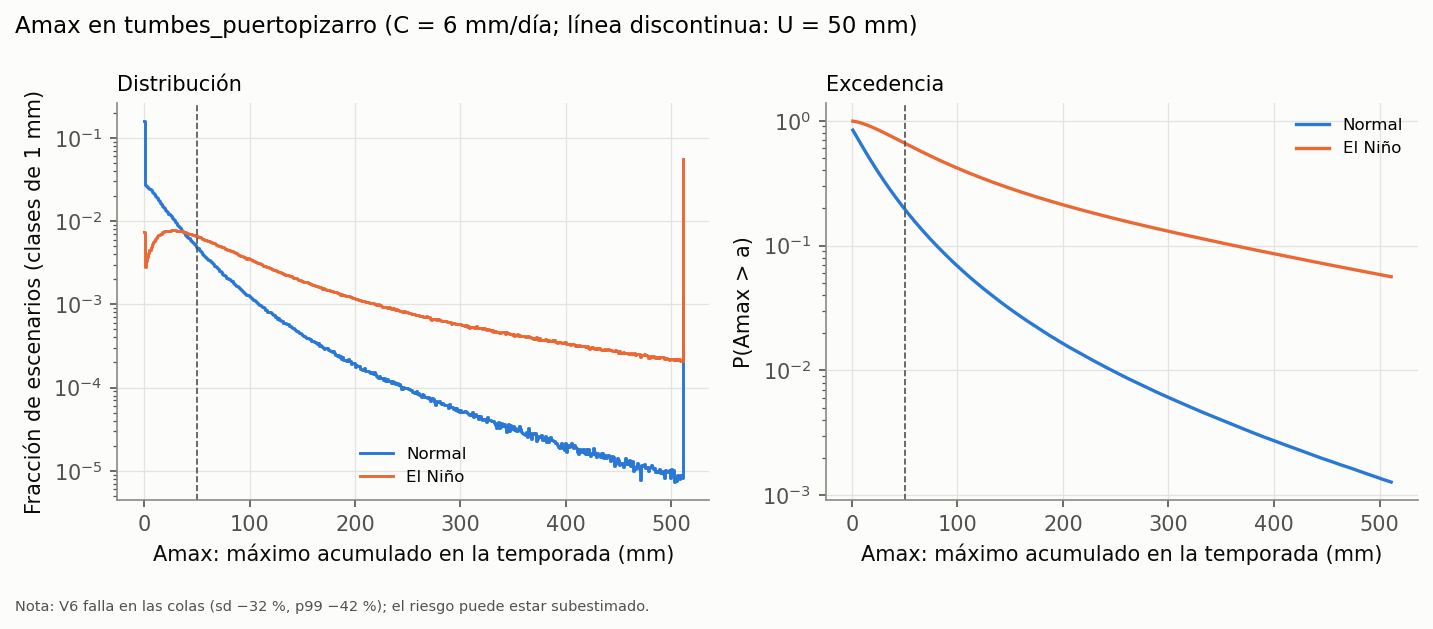 Amax en tumbes_puertopizarro (C = 6 mm/día; línea discontinua: U = 50 mm)
Distribución
Fracción de escenarios (clases de 1 mm)
10⁻¹
10⁻²
10⁻³
10⁻⁴
10⁻⁵
Normal
El Niño
0 100 200 300 400 500
Amax: máximo acumulado en la temporada (mm)
Excedencia
P(Amax > a)
10⁰
10⁻¹
10⁻²
10⁻³
Normal
El Niño
0 100 200 300 400 500
Amax: máximo acumulado en la temporada (mm)
Nota: V6 falla en las colas (sd −32 %, p99 −42 %); el riesgo puede estar subestimado.